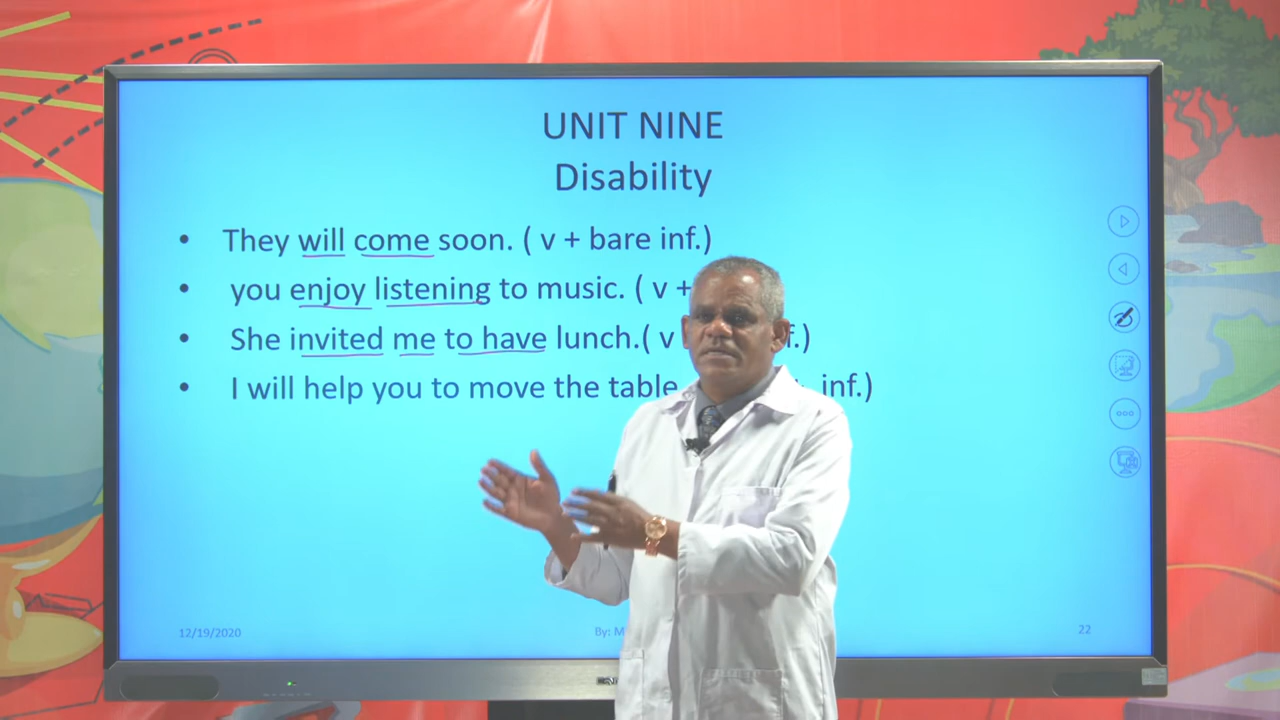 UNIT NINE
Disability
• They will come soon. ( v + bare inf.)
• you enjoy listening to music. ( v +
• She invited me to have lunch.( v f.)
• I will help you to move the table inf.)
12/19/2020
By: M
22